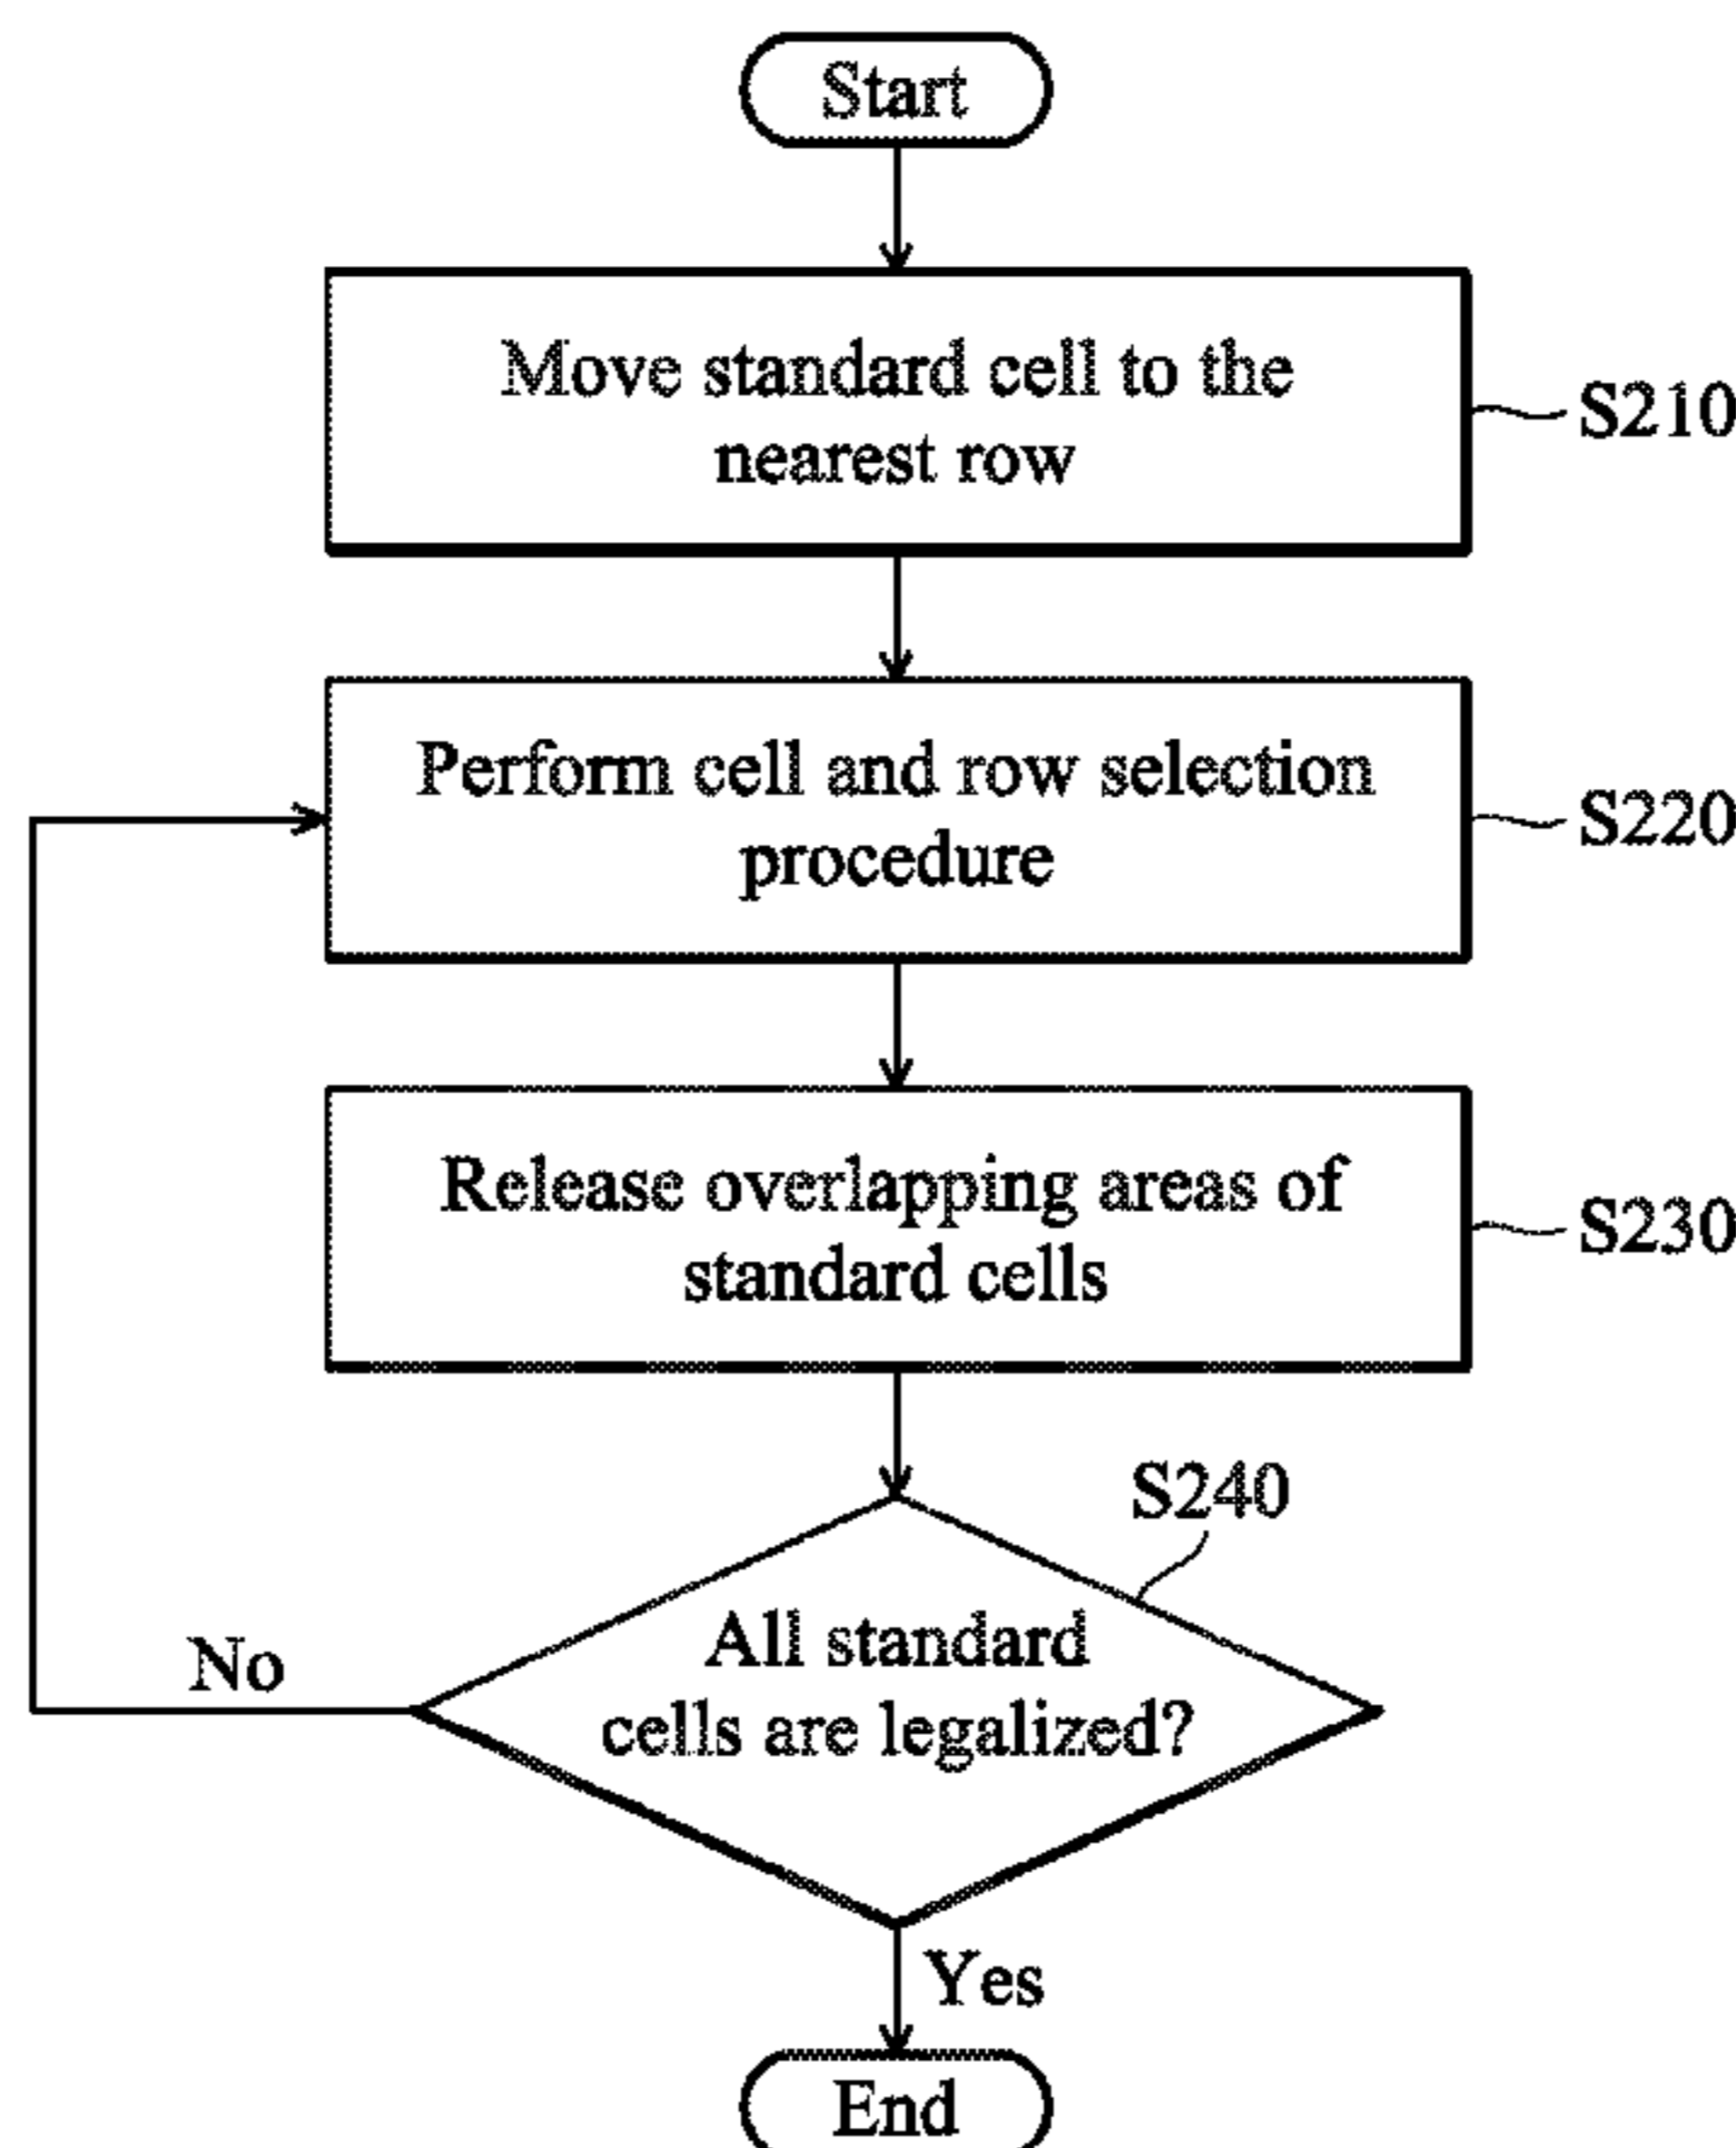 Start
Move standard cell to the
nearest row
S210
Perform cell and row selection
procedure
S220
Release overlapping areas of
standard cells
S230
S240
All standard
cells are legalized?
No
Yes
End